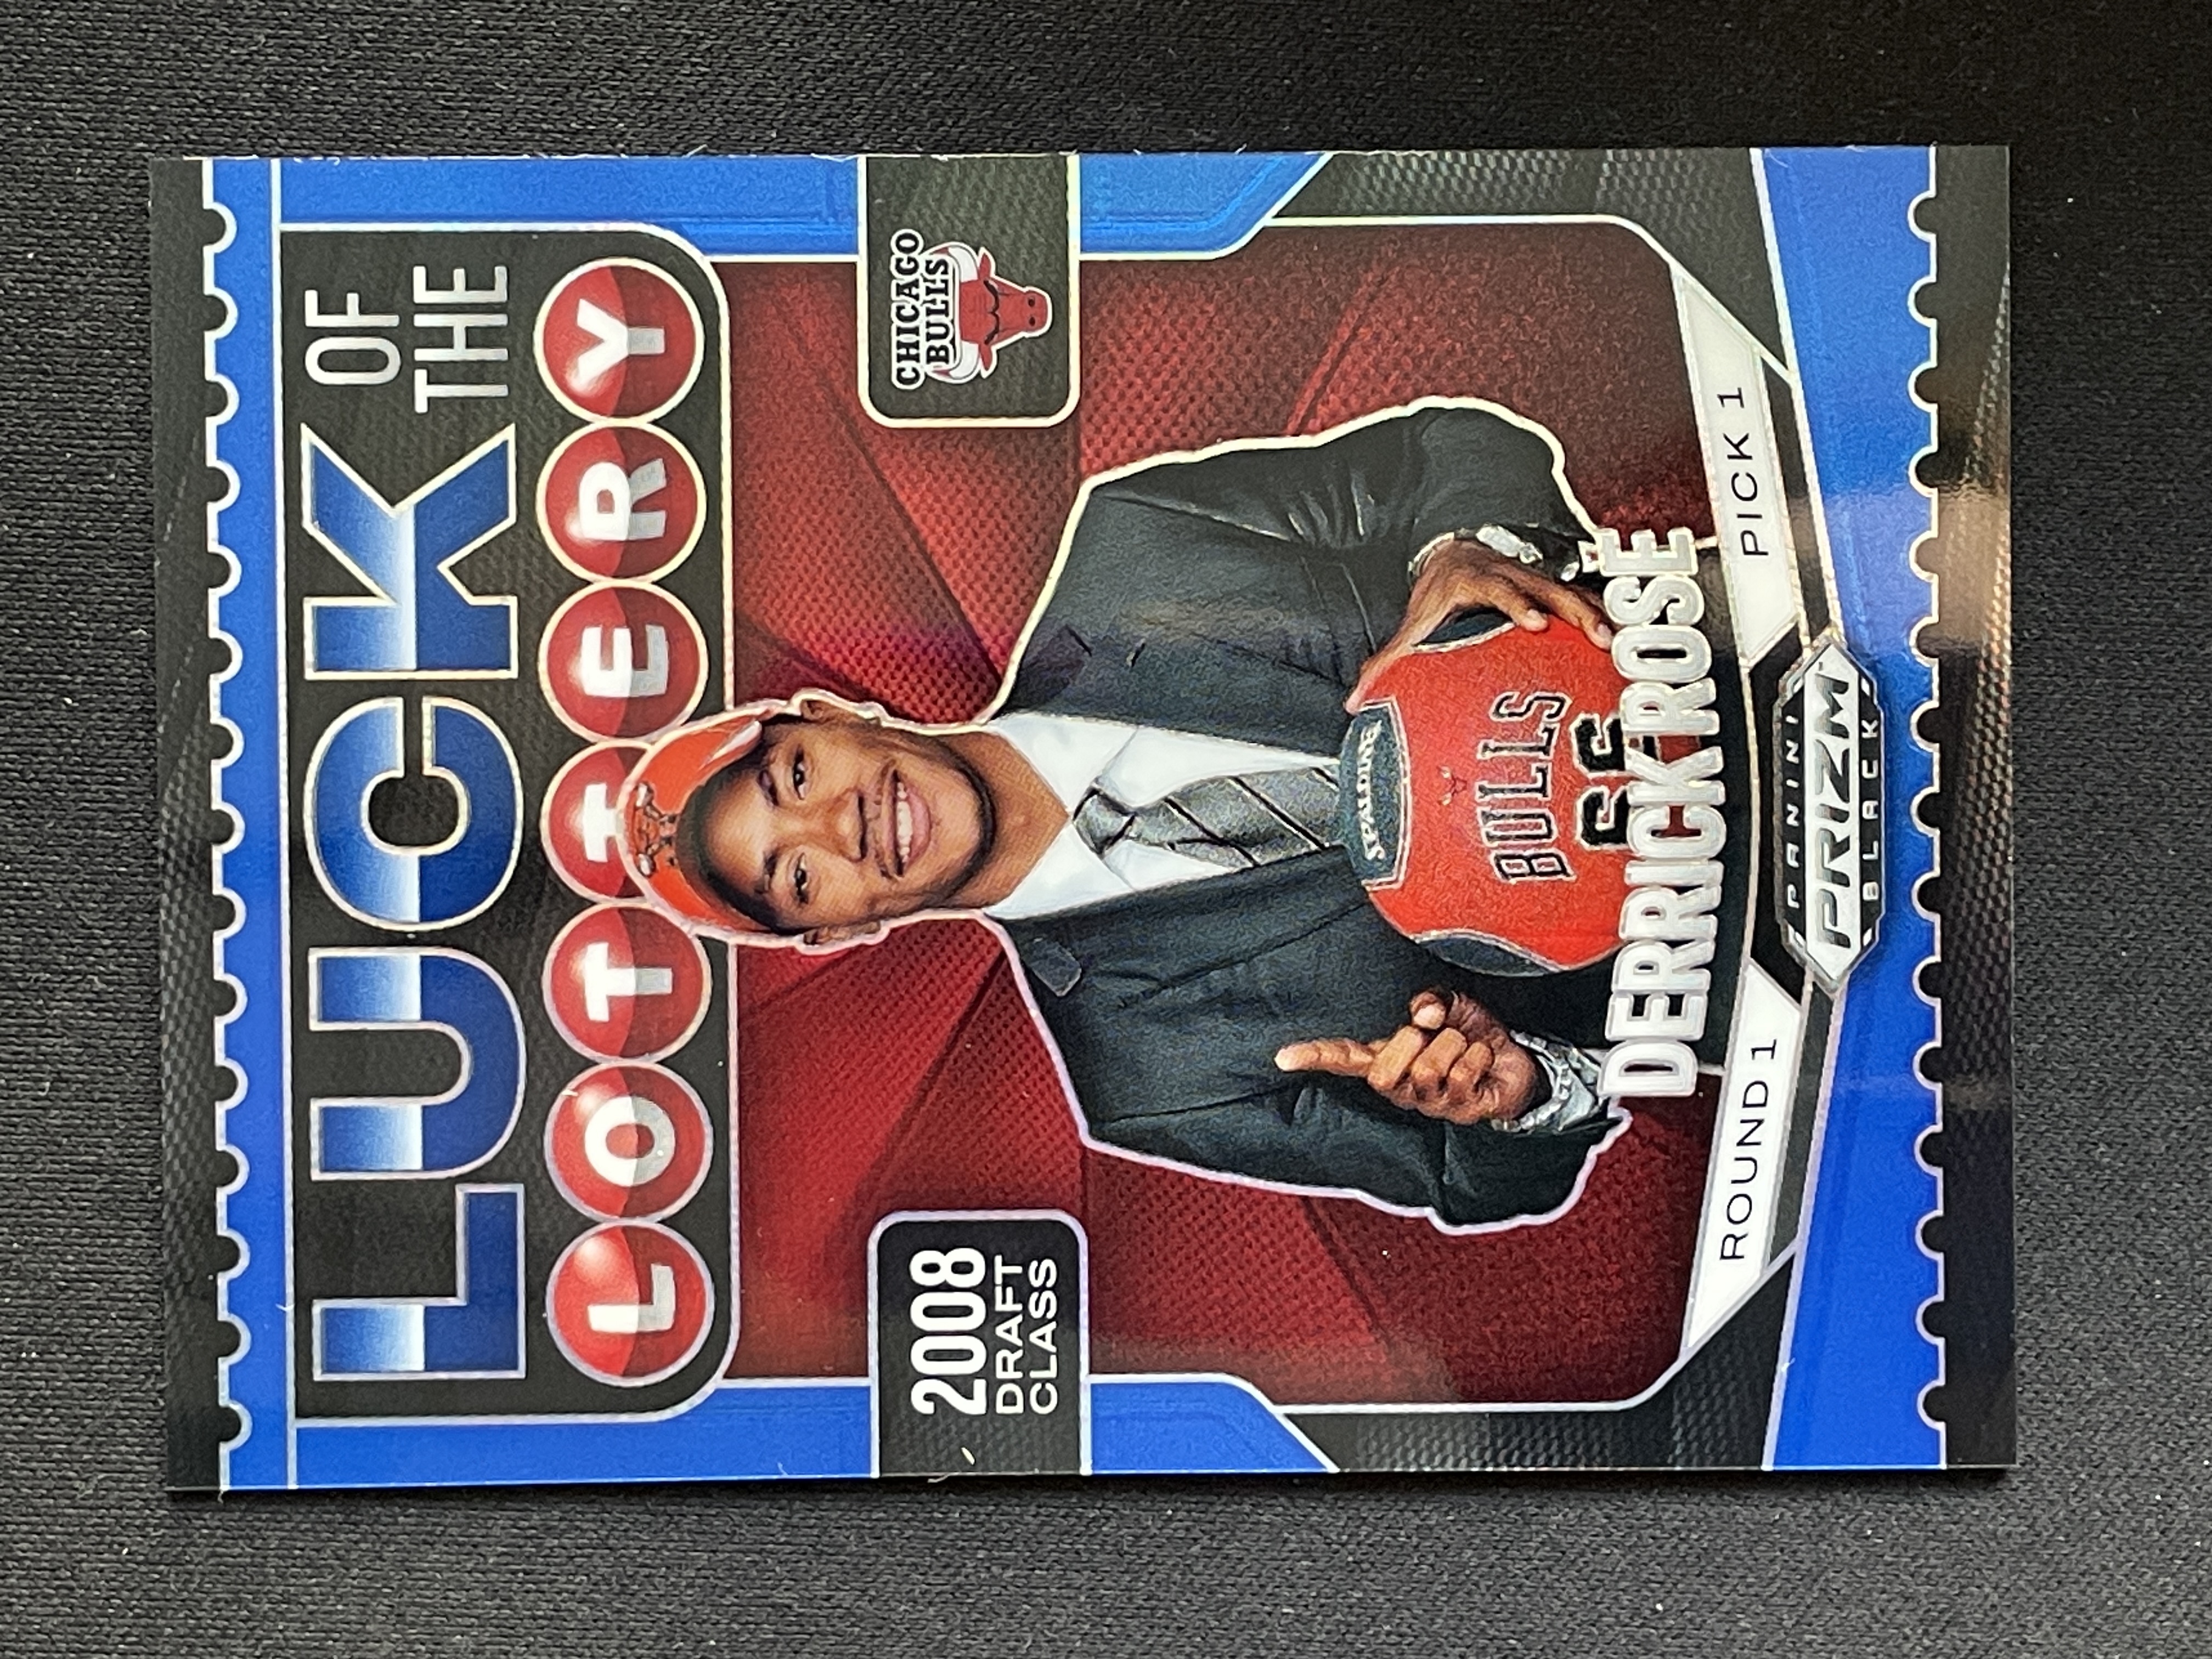 LUCK OF
THE
LOTTERY
2008
DRAFT
CLASS
CHICAGO
BULLS
SPALDING
BULLS
DERRICK ROSE
ROUND 1
PICK 1
PANINI
PRIZM
BLACK